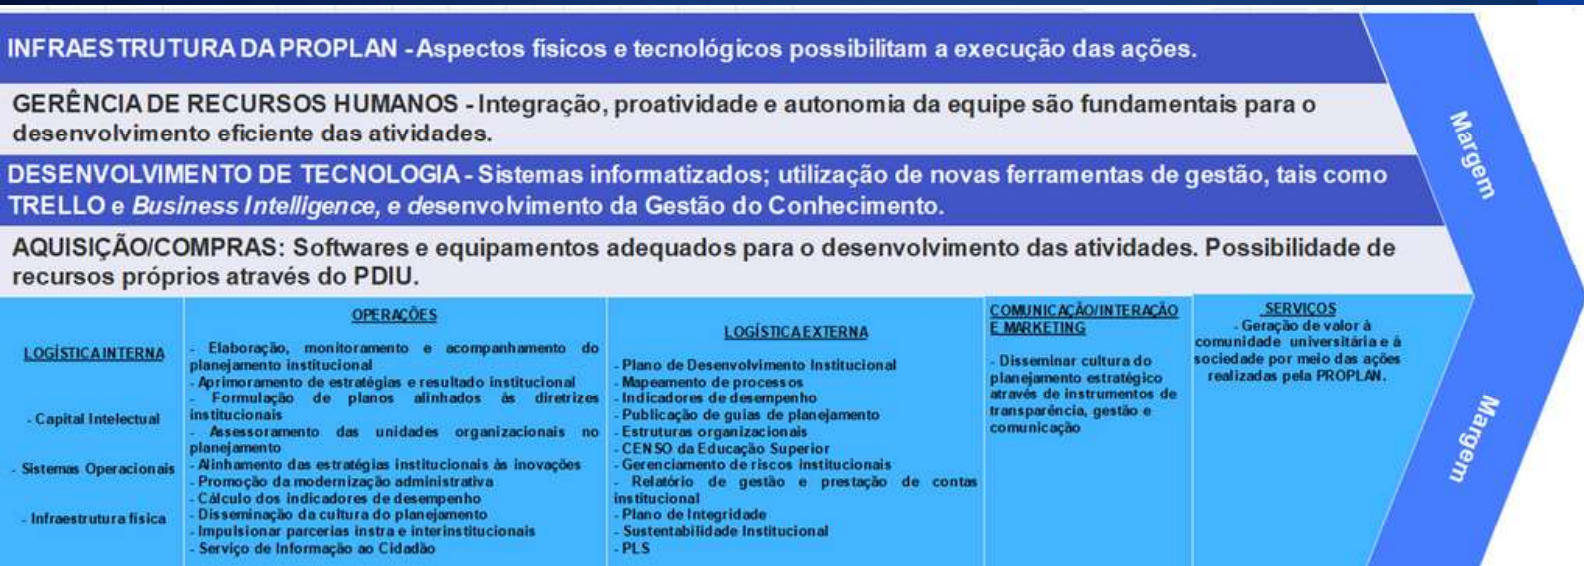 INFRAESTRUTURA DA PROPLAN - Aspectos físicos e tecnológicos possibilitam a execução das ações.
GERÊNCIA DE RECURSOS HUMANOS - Integração, proatividade e autonomia da equipe são fundamentais para o
desenvolvimento eficiente das atividades.
DESENVOLVIMENTO DE TECNOLOGIA - Sistemas informatizados; utilização de novas ferramentas de gestão, tais como
TRELLO e Business Intelligence, e desenvolvimento da Gestão do Conhecimento.
AQUISIÇÃO/COMPRAS: Softwares e equipamentos adequados para o desenvolvimento das atividades. Possibilidade de
recursos próprios através do PDIU.
LOGÍSTICA INTERNA
- Capital Intelectual
- Sistemas Operacionais
- Infraestrutura física
OPERAÇÕES
- Elaboração, monitoramento e acompanhamento do
planejamento institucional
- Aprimoramento de estratégias e resultado institucional
- Formulação de planos alinhados às diretrizes
institucionais
- Assessoramento das unidades organizacionais no
planejamento
- Alinhamento das estratégias institucionais às inovações
- Promoção da modernização administrativa
- Cálculo dos indicadores de desempenho
- Disseminação da cultura do planejamento
- Impulsionar parcerias instra e interinstitucionais
- Serviço de Informação ao Cidadão
LOGÍSTICA EXTERNA
- Plano de Desenvolvimento Institucional
- Mapeamento de processos
- Indicadores de desempenho
- Publicação de guias de planejamento
- Estruturas organizacionais
- CENSO da Educação Superior
- Gerenciamento de riscos institucionais
- Relatório de gestão e prestação de contas
institucional
- Plano de Integridade
- Sustentabilidade Institucional
- PLS
COMUNICAÇÃO/INTERAÇÃO
E MARKETING
- Disseminar cultura do
planejamento estratégico
através de instrumentos de
transparência, gestão e
comunicação
SERVIÇOS
- Geração de valor à
comunidade universitária e à
sociedade por meio das ações
realizadas pela PROPLAN.
Margem
Margem